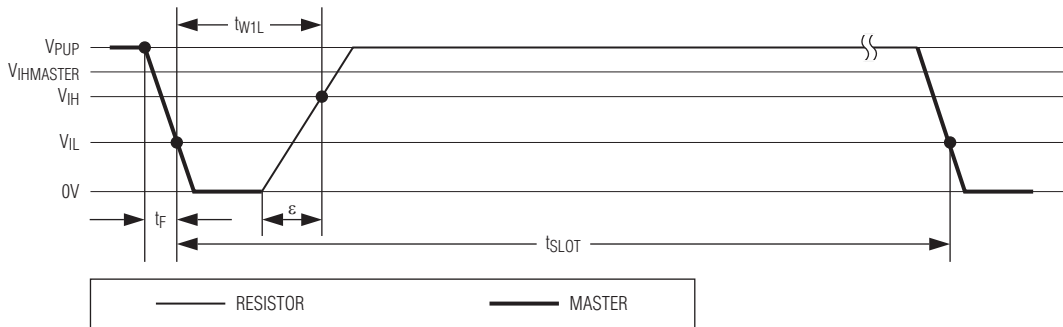 tW1L
VPUP
VIHMASTER
VIH
VIL
0V
tF
ε
tSLOT
RESISTOR
MASTER